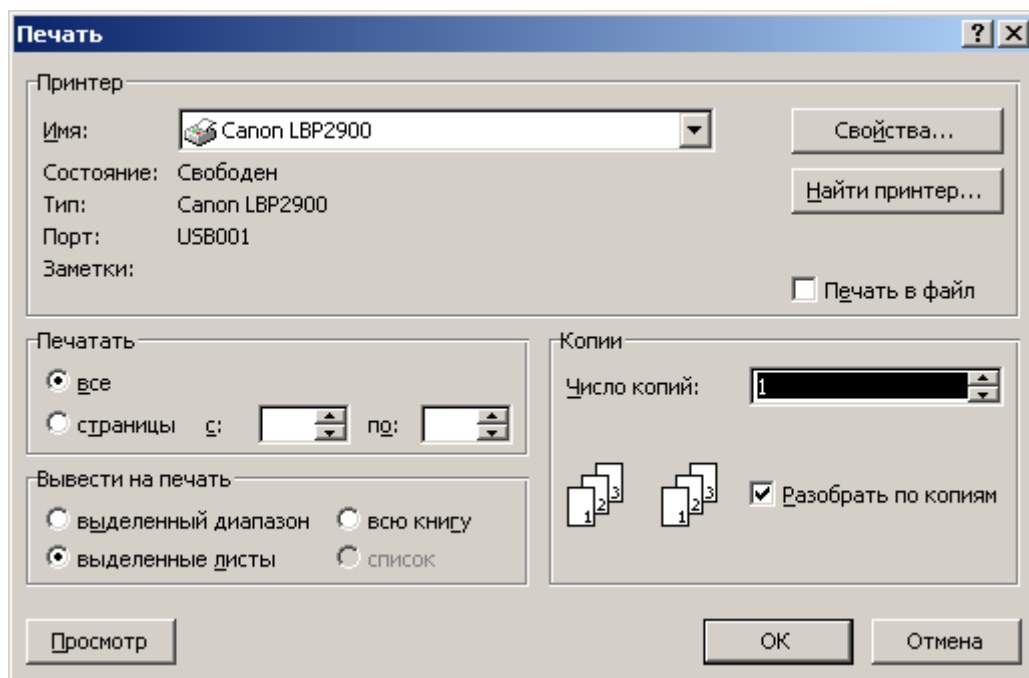 Печать
Принтер
Имя: Canon LBP2900 Свойства...
Состояние: Свободен
Найти принтер...
Тип: Canon LBP2900
Порт: USB001
Заметки:
Печать в файл
Печатать
все
страницы с: по:
Копии
Число копий: 1
1 2 3 1 2 3 Разобрать по копиям
Вывести на печать
выделенный диапазон всю книгу
выделенные листы список
Просмотр ОК Отмена